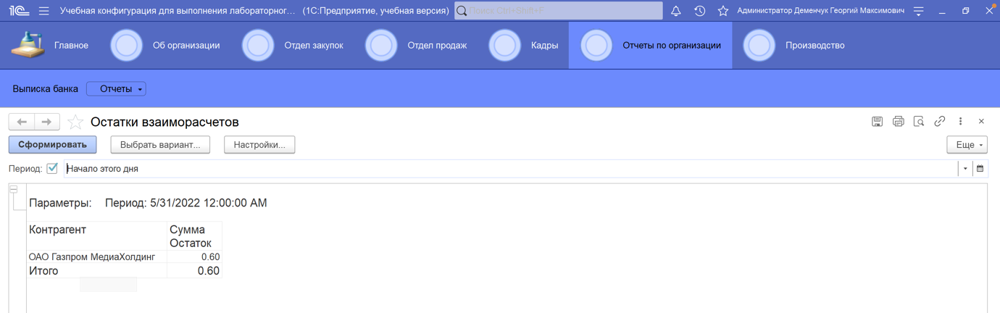 1С Учебная конфигурация для выполнения лабораторног... (1С:Предприятие, учебная версия) Поиск Ctrl+Shift+F Администратор Деменчук Георгий Максимович
Главное Об организации Отдел закупок Отдел продаж Кадры Отчеты по организации Производство
Выписка банка Отчеты
Остатки взаиморасчетов
Сформировать Выбрать вариант... Настройки... Еще
Период: Начало этого дня
Параметры: Период: 5/31/2022 12:00:00 AM
Контрагент Сумма
Остаток
ОАО Газпром МедиаХолдинг 0.60
Итого 0.60